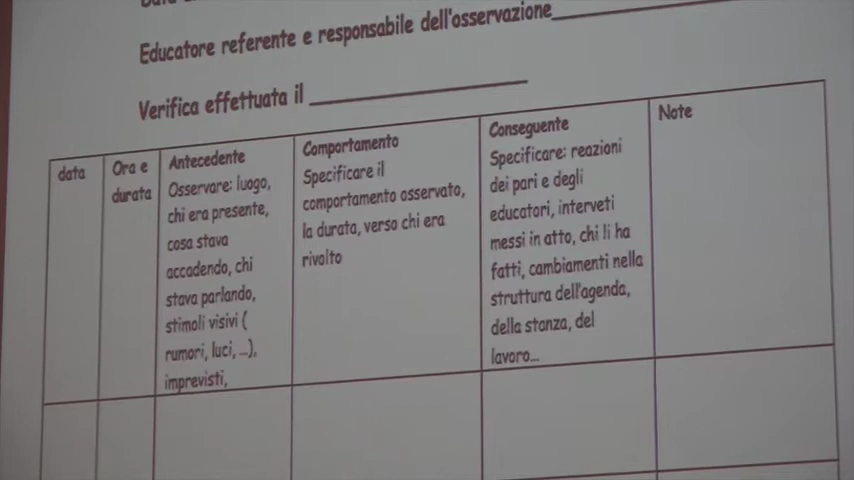 Educatore referente e responsabile dell'osservazione
Verifica effettuata il
data
Ora e
durata
Antecedente
Osservare: luogo,
chi era presente,
cosa stava
accadendo, chi
stava parlando,
stimoli visivi (
rumori, luci, ...),
imprevisti,
Comportamento
Specificare il
comportamento osservato,
la durata, verso chi era
rivolto
Conseguente
Specificare: reazioni
dei pari e degli
educatori, interveti
messi in atto, chi li ha
fatti, cambiamenti nella
struttura dell'agenda,
della stanza, del
lavoro...
Note